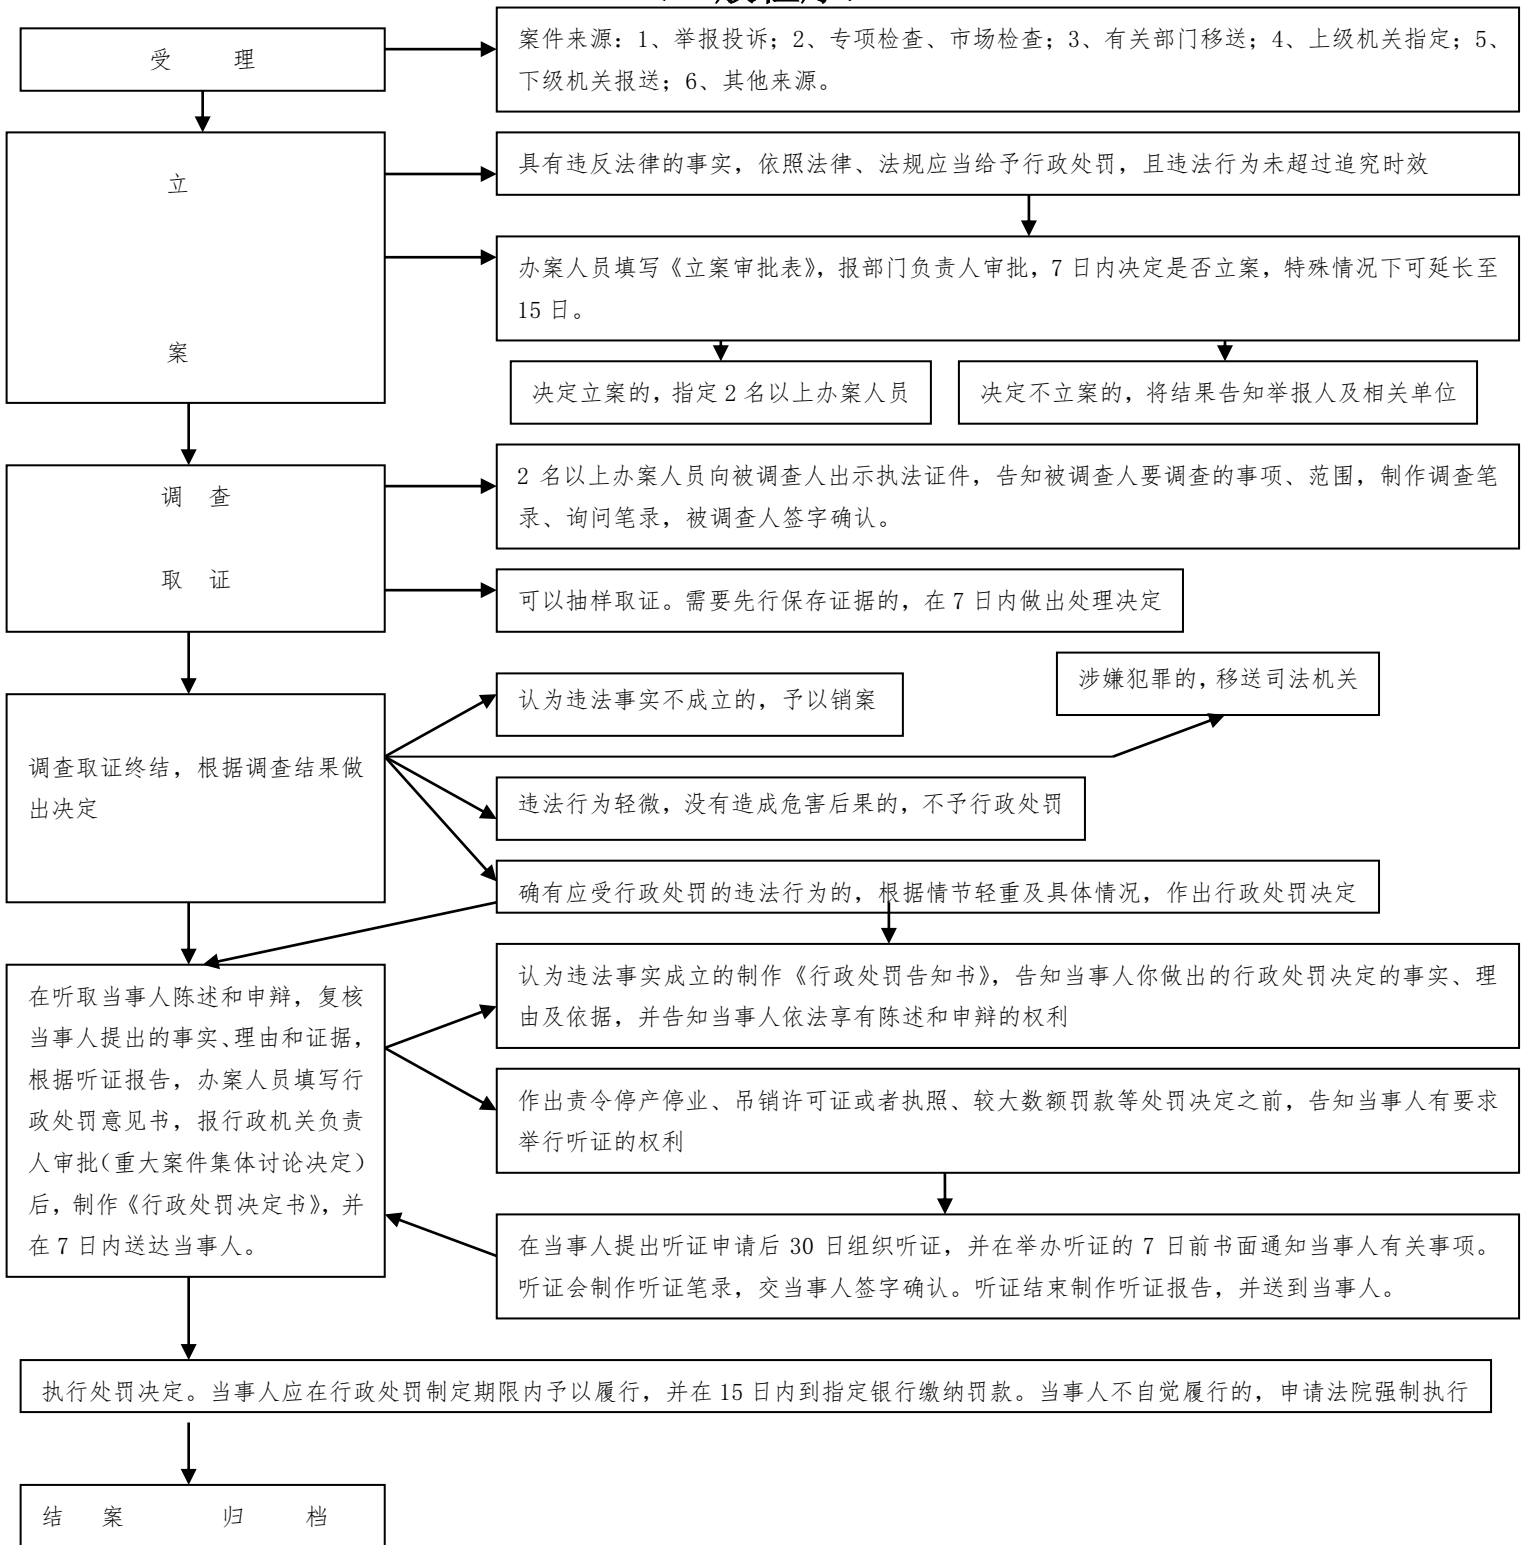 受 理
案件来源：1、举报投诉；2、专项检查、市场检查；3、有关部门移送；4、上级机关指定；5、
下级机关报送；6、其他来源。
立
案
具有违反法律的事实，依照法律、法规应当给予行政处罚，且违法行为未超过追究时效
办案人员填写《立案审批表》，报部门负责人审批，7日内决定是否立案，特殊情况下可延长至
15日。
决定立案的，指定2名以上办案人员
决定不立案的，将结果告知举报人及相关单位
调 查
取 证
2 名以上办案人员向被调查人出示执法证件，告知被调查人要调查的事项、范围，制作调查笔
录、询问笔录，被调查人签字确认。
可以抽样取证。需要先行保存证据的，在7日内做出处理决定
调查取证终结，根据调查结果做
出决定
认为违法事实不成立的，予以销案
涉嫌犯罪的，移送司法机关
违法行为轻微，没有造成危害后果的，不予行政处罚
确有应受行政处罚的违法行为的，根据情节轻重及具体情况，作出行政处罚决定
在听取当事人陈述和申辩，复核
当事人提出的事实、理由和证据，
根据听证报告，办案人员填写行
政处罚意见书，报行政机关负责
人审批（重大案件集体讨论决定）
后，制作《行政处罚决定书》，并
在7日内送达当事人。
认为违法事实成立的制作《行政处罚告知书》，告知当事人你做出的行政处罚决定的事实、理
由及依据，并告知当事人依法享有陈述和申辩的权利
作出责令停产停业、吊销许可证或者执照、较大数额罚款等处罚决定之前，告知当事人有要求
举行听证的权利
在当事人提出听证申请后30日组织听证，并在举办听证的7日前书面通知当事人有关事项。
听证会制作听证笔录，交当事人签字确认。听证结束制作听证报告，并送到当事人。
执行处罚决定。当事人应在行政处罚制定期限内予以履行，并在15日内到指定银行缴纳罚款。当事人不自觉履行的，申请法院强制执行
结 案 归 档